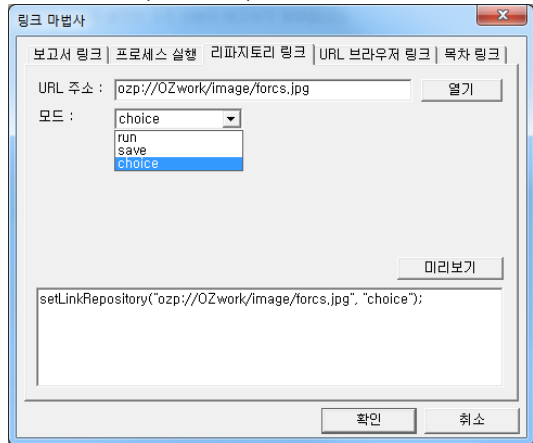 링크 마법사
보고서 링크 프로세스 실행 리파지토리 링크 URL 브라우저 링크 목차 링크
URL 주소 : ozp://OZwork/image/forcs.jpg 열기
모드 : choice
run
save
choice
미리보기
setLinkRepository("ozp://OZwork/image/forcs.jpg", "choice");
확인 취소